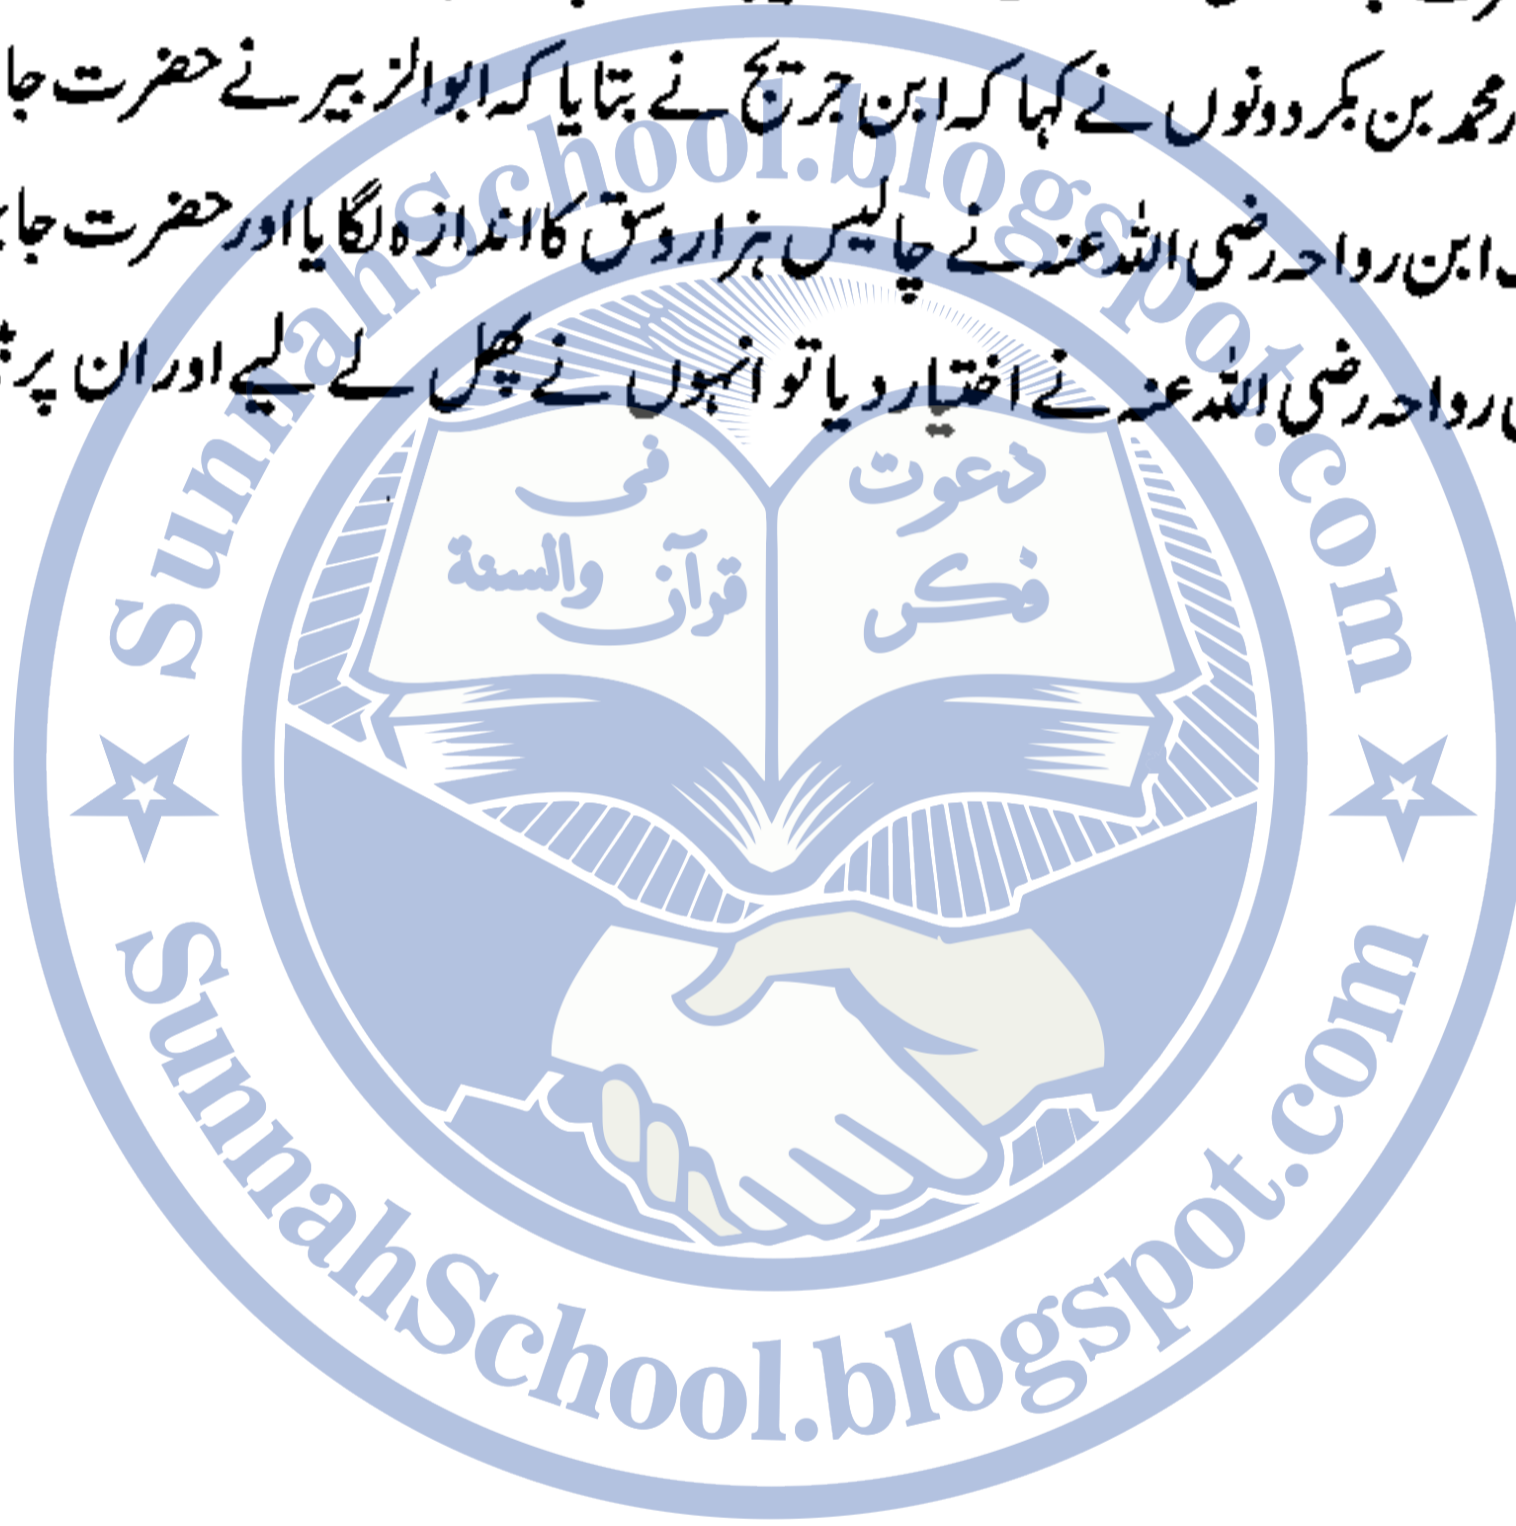 محمد بن بکر دونوں نے کہا کہ ابن جریج نے بتایا کہ ابوالزبیر نے حضرت جا
ابن رواحہ رضی اللہ عنہ نے چالیس ہزار وسق کا اندازہ لگایا اور حضرت جا
رواحہ رضی اللہ عنہ نے اختیار دیا تو انہوں نے پھل لے لیے اور ان پر
SunnahSchool.blogspot.com
دعوت
فکر
فی
قرآن والسنة
SunnahSchool.blogspot.com